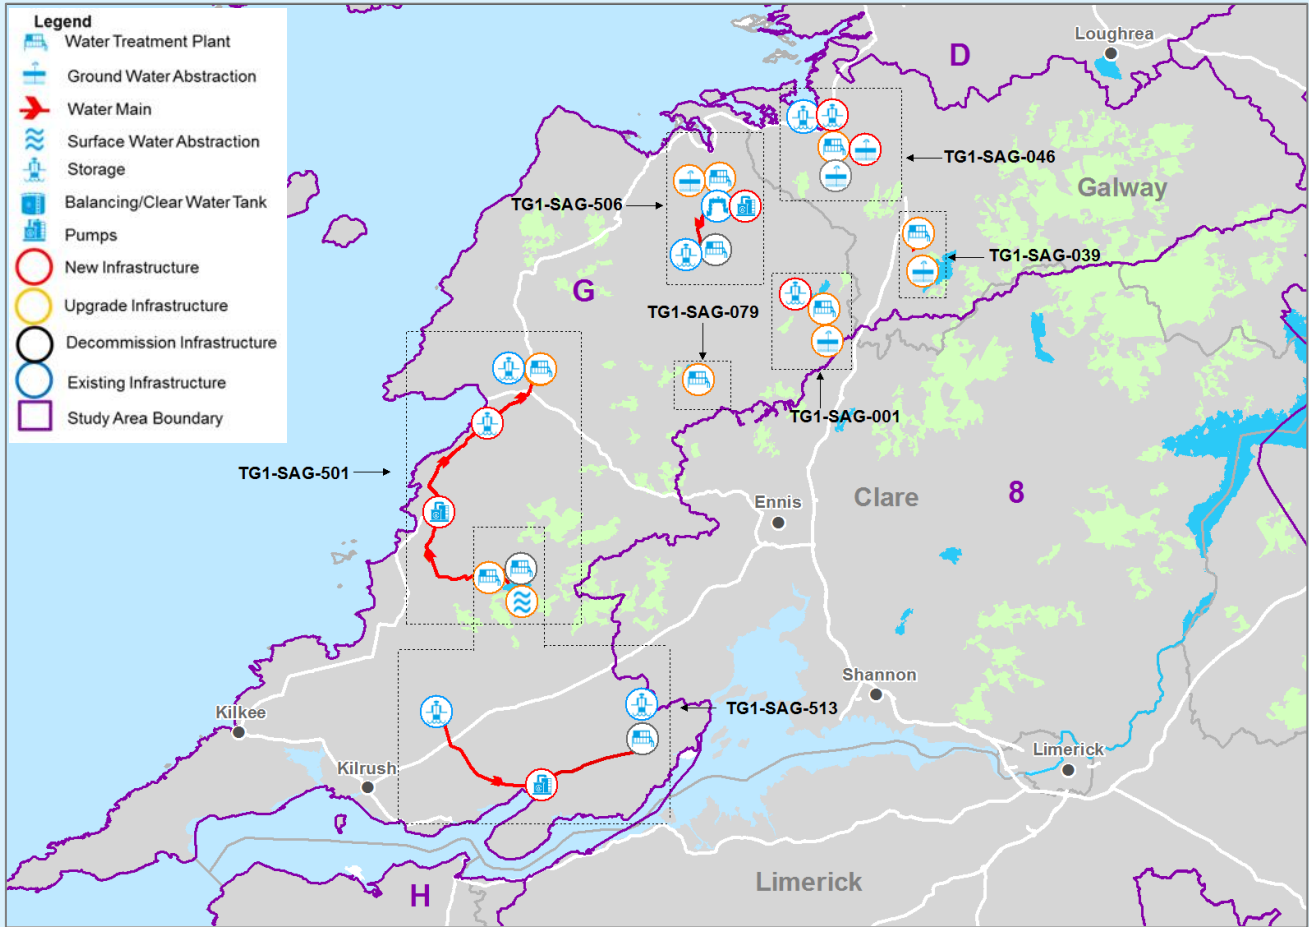 Legend
Water Treatment Plant
Ground Water Abstraction
Water Main
Surface Water Abstraction
Storage
Balancing/Clear Water Tank
Pumps
New Infrastructure
Upgrade Infrastructure
Decommission Infrastructure
Existing Infrastructure
Study Area Boundary
D
Loughrea
TG1-SAG-046
Galway
TG1-SAG-506
TG1-SAG-039
G
TG1-SAG-079
TG1-SAG-001
TG1-SAG-501
Ennis
Clare
8
Shannon
TG1-SAG-513
Kilkee
Kilrush
Limerick
H
Limerick